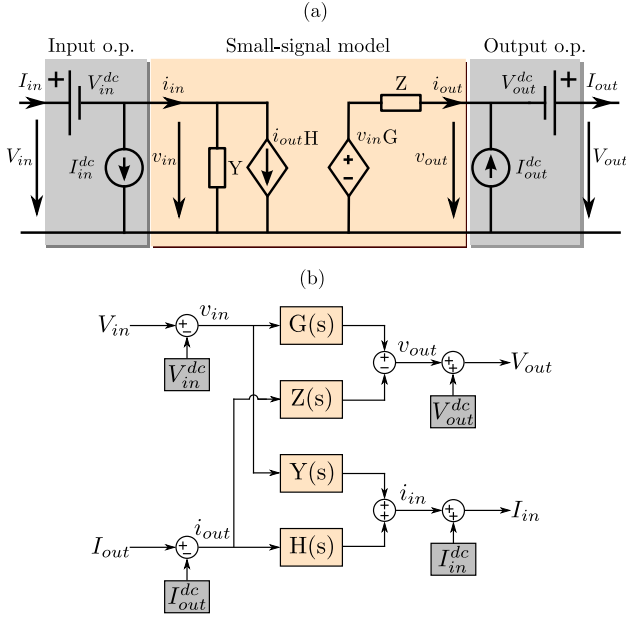 (a)
Input o.p. Small-signal model Output o.p.
I_in + V_in^dc i_in Z i_out V_out^dc + I_out
V_in I_in^dc v_in Y i_out H v_in G + - v_out I_out^dc V_out
(b)
V_in + - v_in G(s) + - v_out + + V_out
V_in^dc Z(s) V_out^dc
Y(s)
I_out + - i_out H(s) + + i_in + + I_in
I_out^dc I_in^dc